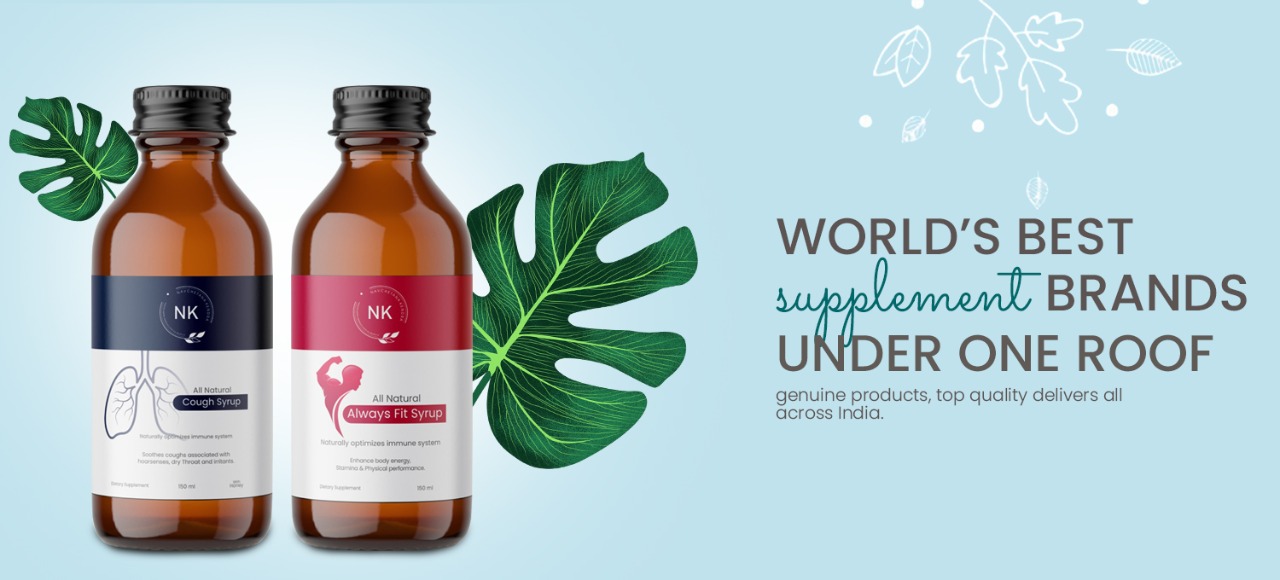 NK
All Natural
Cough Syrup
Naturally optimizes immune system
Soothes coughs associated with
hoarseness, dry Throat and irritants.
Dietary Supplement 150 ml
NK
All Natural
Always Fit Syrup
Naturally optimizes immune system
Enhance body energy,
Stamina & Physical performance.
Dietary Supplement 150 ml
WORLD'S BEST
supplement BRANDS
UNDER ONE ROOF
genuine products, top quality delivers all
across India.